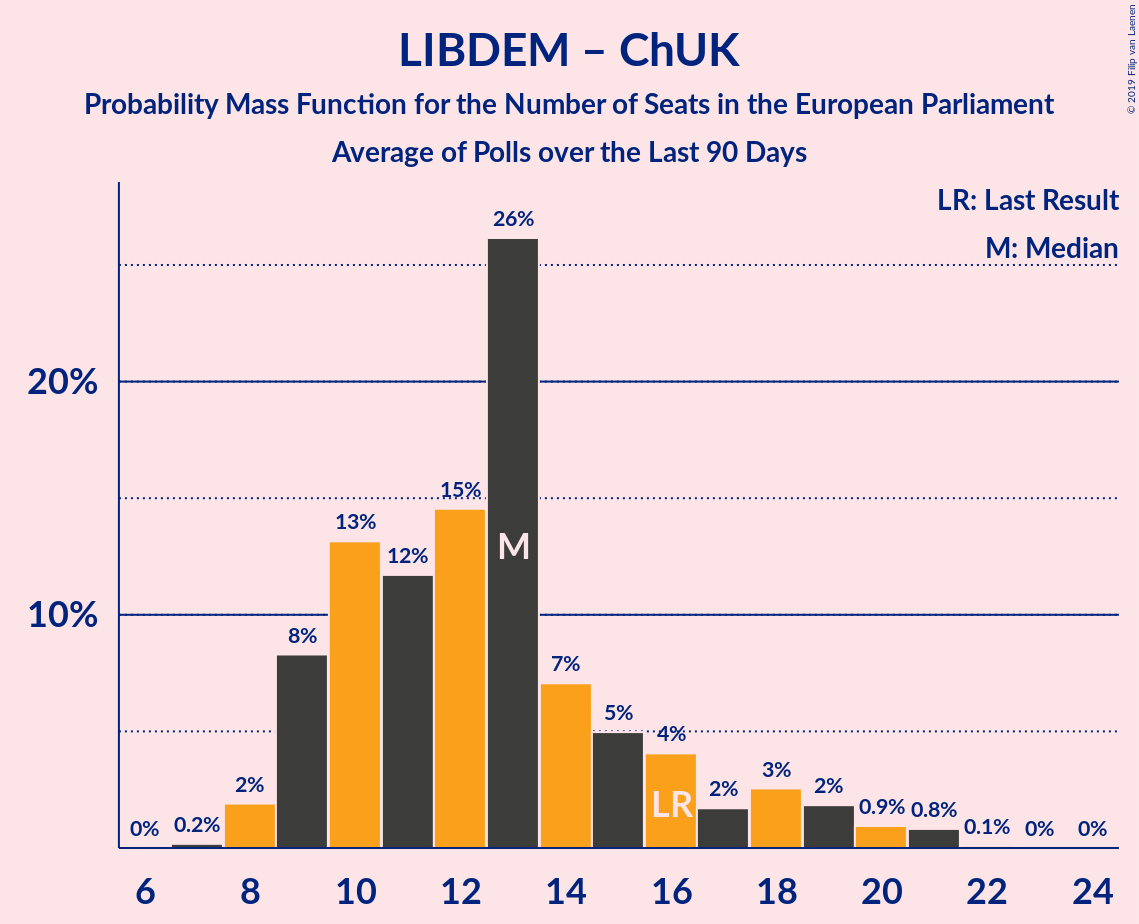 LIBDEM – ChUK
Probability Mass Function for the Number of Seats in the European Parliament
Average of Polls over the Last 90 Days
© 2019 Filip van Laenen
LR: Last Result
M: Median
20%
10%
0%
0.2%
2%
8%
13%
12%
15%
26%
M
7%
5%
4%
LR
2%
3%
2%
0.9%
0.8%
0.1%
0%
0%
6 8 10 12 14 16 18 20 22 24